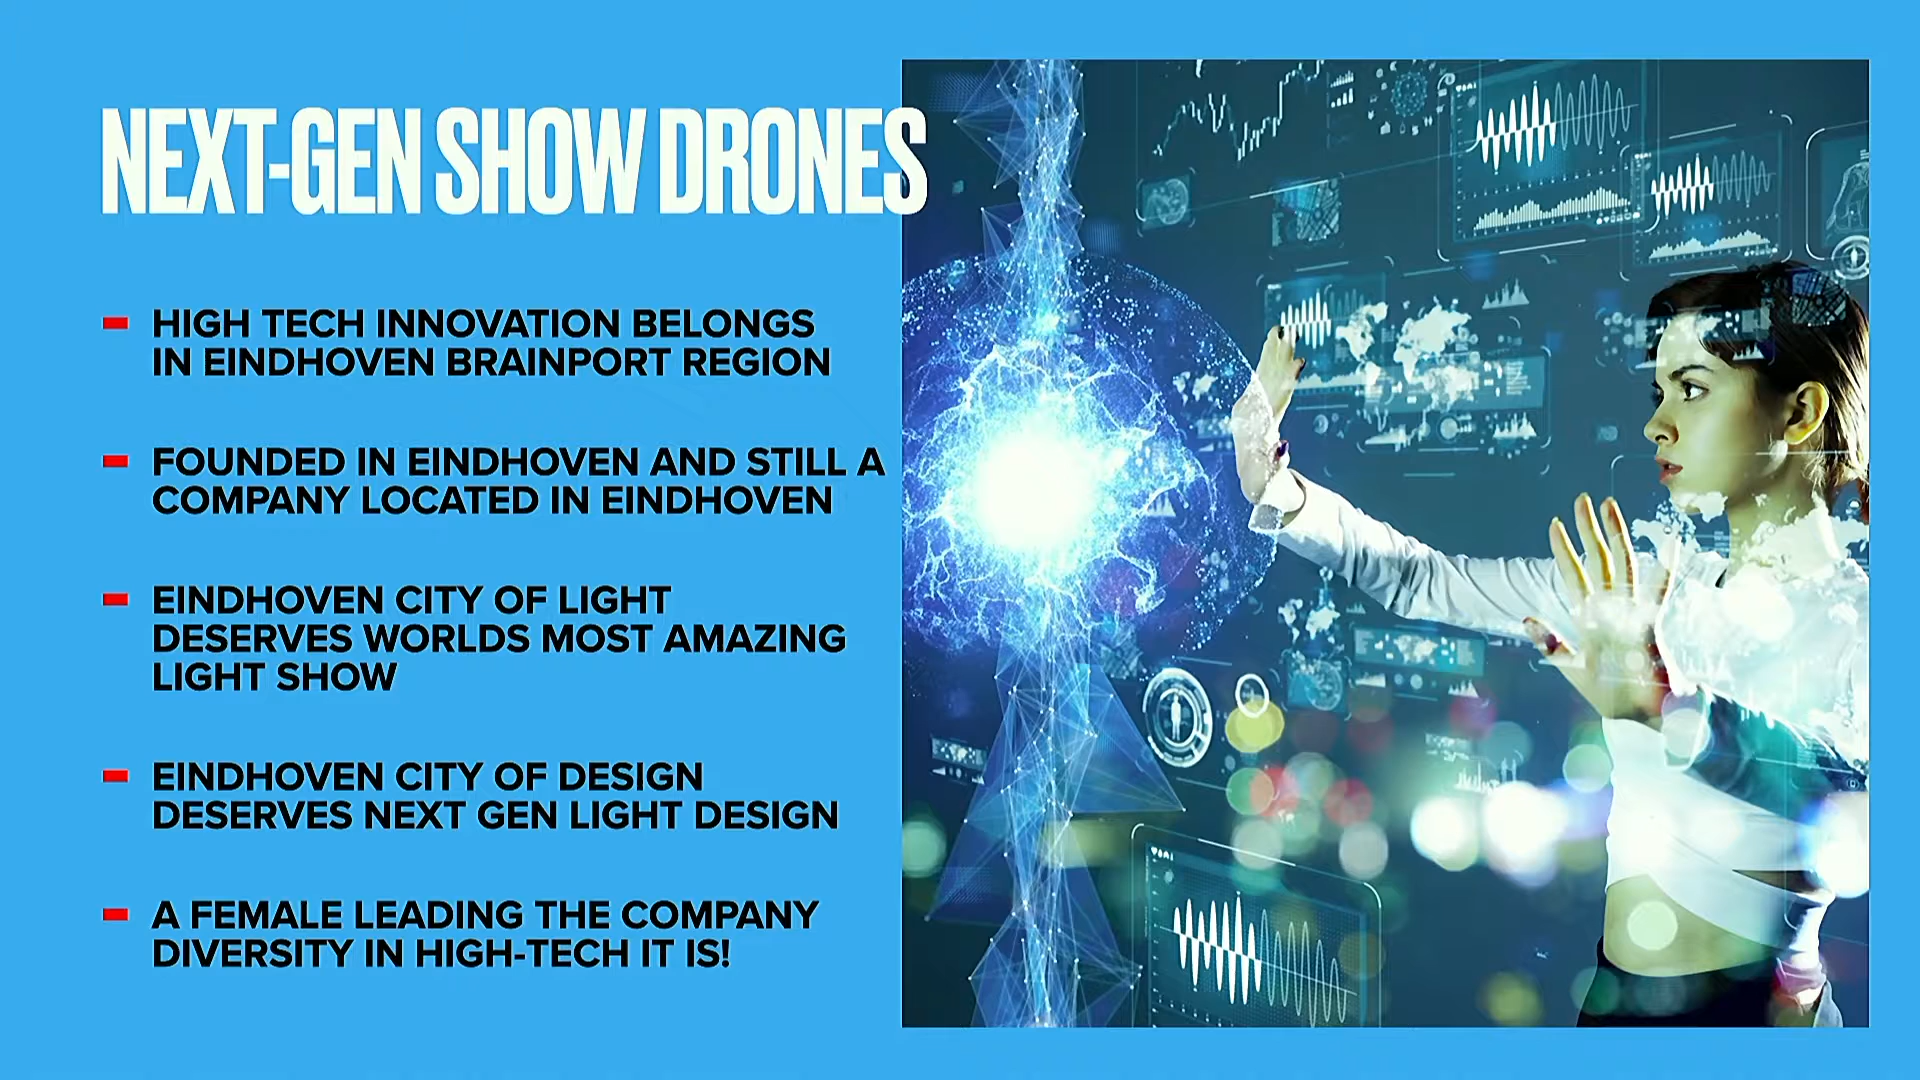 NEXT-GEN SHOW DRONES
HIGH TECH INNOVATION BELONGS
IN EINDHOVEN BRAINPORT REGION
FOUNDED IN EINDHOVEN AND STILL A
COMPANY LOCATED IN EINDHOVEN
EINDHOVEN CITY OF LIGHT
DESERVES WORLDS MOST AMAZING
LIGHT SHOW
EINDHOVEN CITY OF DESIGN
DESERVES NEXT GEN LIGHT DESIGN
A FEMALE LEADING THE COMPANY
DIVERSITY IN HIGH-TECH IT IS!